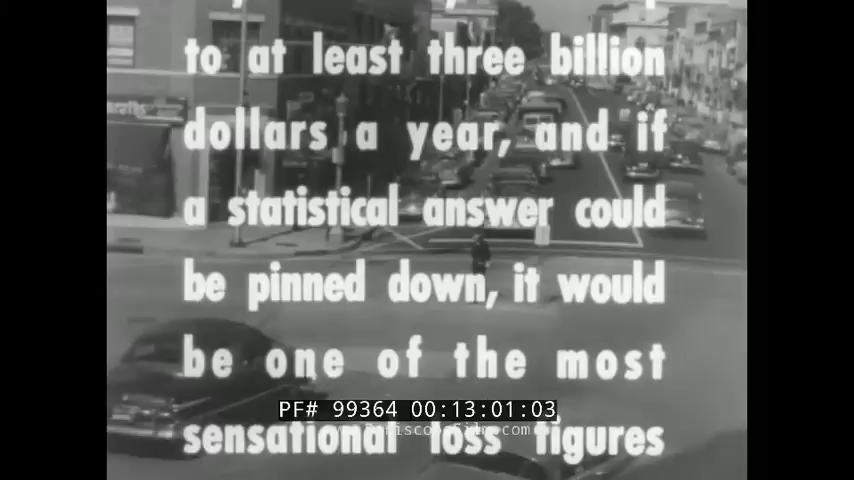 to at least three billion
dollars a year, and if
a statistical answer could
be pinned down, it would
be one of the most
PF# 99364 00:13:01:03
sensational loss figures